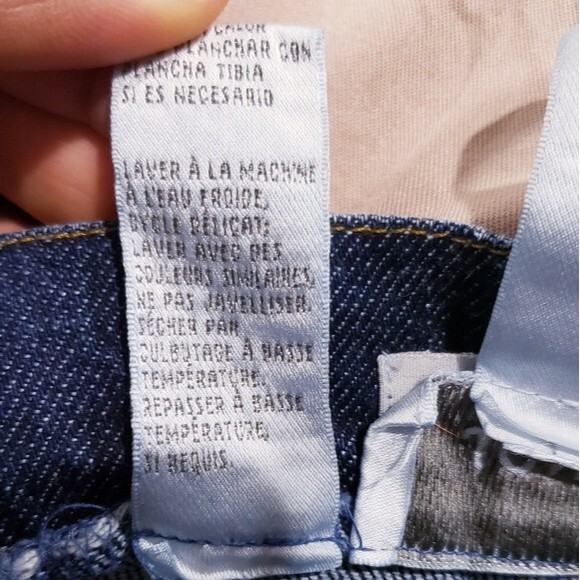 CALOR
PLANCHAR CON
PLANCHA TIBIA
SI ES NECESARIO
LAVER À LA MACHINE
À L'EAU FROIDE,
CYCLE DÉLICAT;
LAVER AVEC DES
COULEURS SIMILAIRES,
NE PAS JAVELLISER,
SÉCHER PAR
CULBUTAGE À BASSE
TEMPÉRATURE,
REPASSER À BASSE
TEMPÉRATURE,
SI REQUIS.